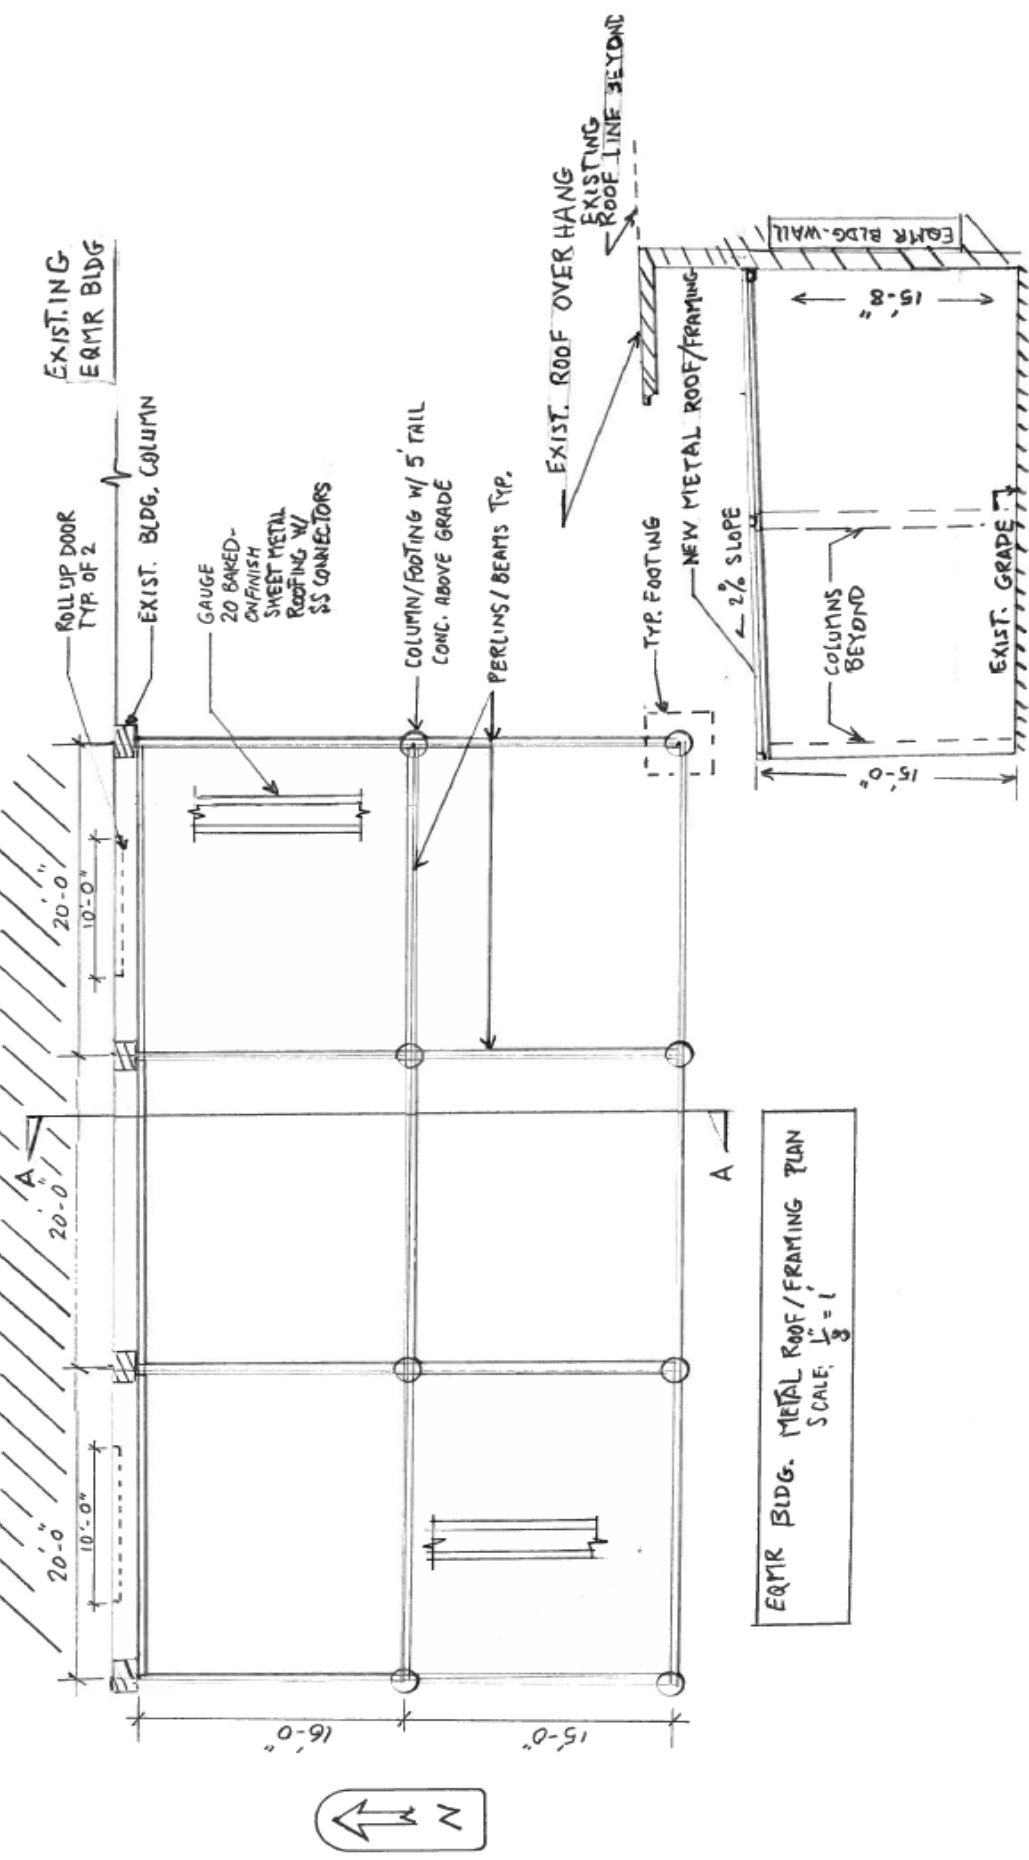 EXISTING
EQMR BLDG
ROLLUP DOOR
TYP. OF 2
EXIST. BLDG. COLUMN
GAUGE
20 BAKED-
ON FINISH
SHEET METAL
ROOFING W/
SS CONNECTORS
COLUMN/FOOTING W/ 5' TALL
CONC. ABOVE GRADE
PERLINS/BEAMS TYP.
TYP. FOOTING
20'-0"
10'-0"
20'-0"
20'-0"
10'-0"
16'-0"
15'-0"
A
A
N
EQMR BLDG. METAL ROOF/FRAMING PLAN
SCALE: 1/8" = 1'
EXIST. ROOF OVERHANG
EXISTING
ROOF LINE BEYOND
NEW METAL ROOF/FRAMING
2% SLOPE
COLUMNS
BEYOND
EXIST. GRADE
EQMR BLDG-WALL
15'-8"
15'-0"